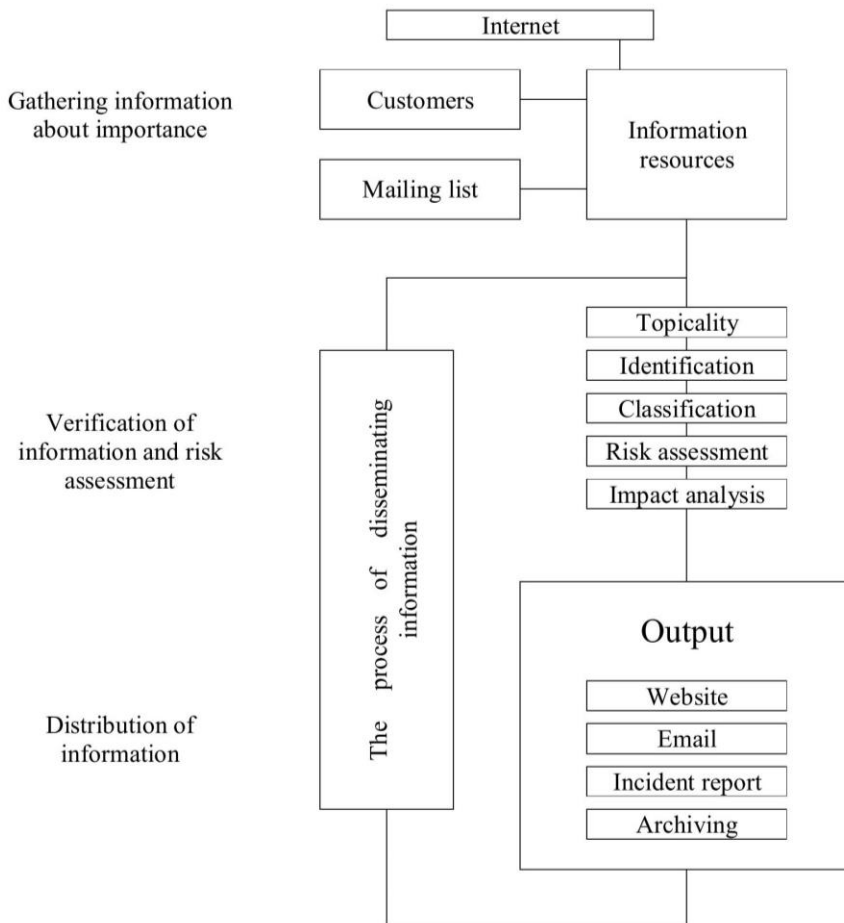 Internet
Gathering information
about importance
Customers
Mailing list
Information
resources
Verification of
information and risk
assessment
The process of disseminating
information
Topicality
Identification
Classification
Risk assessment
Impact analysis
Distribution of
information
Output
Website
Email
Incident report
Archiving